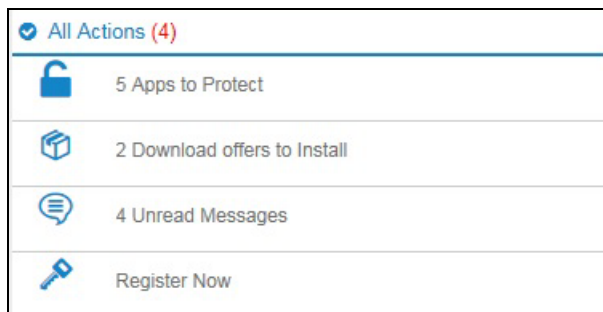 All Actions (4)
5 Apps to Protect
2 Download offers to Install
4 Unread Messages
Register Now